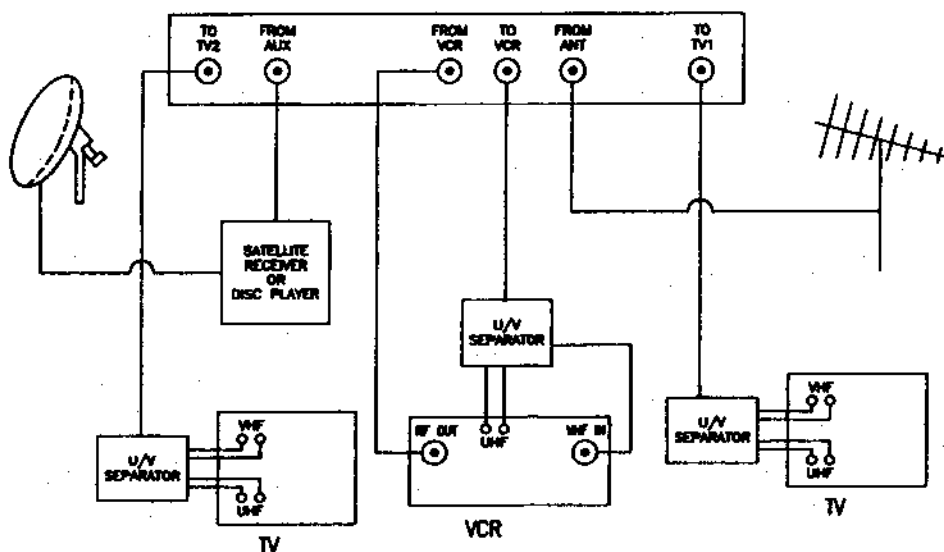 TO
TV2
FROM
AUX
FROM
VCR
TO
VCR
FROM
ANT
TO
TV1
SATELLITE
RECEIVER
OR
DISC PLAYER
U/V
SEPARATOR
U/V
SEPARATOR
VHF
UHF
TV
RF OUT
UHF
VHF IN
VCR
U/V
SEPARATOR
VHF
UHF
TV